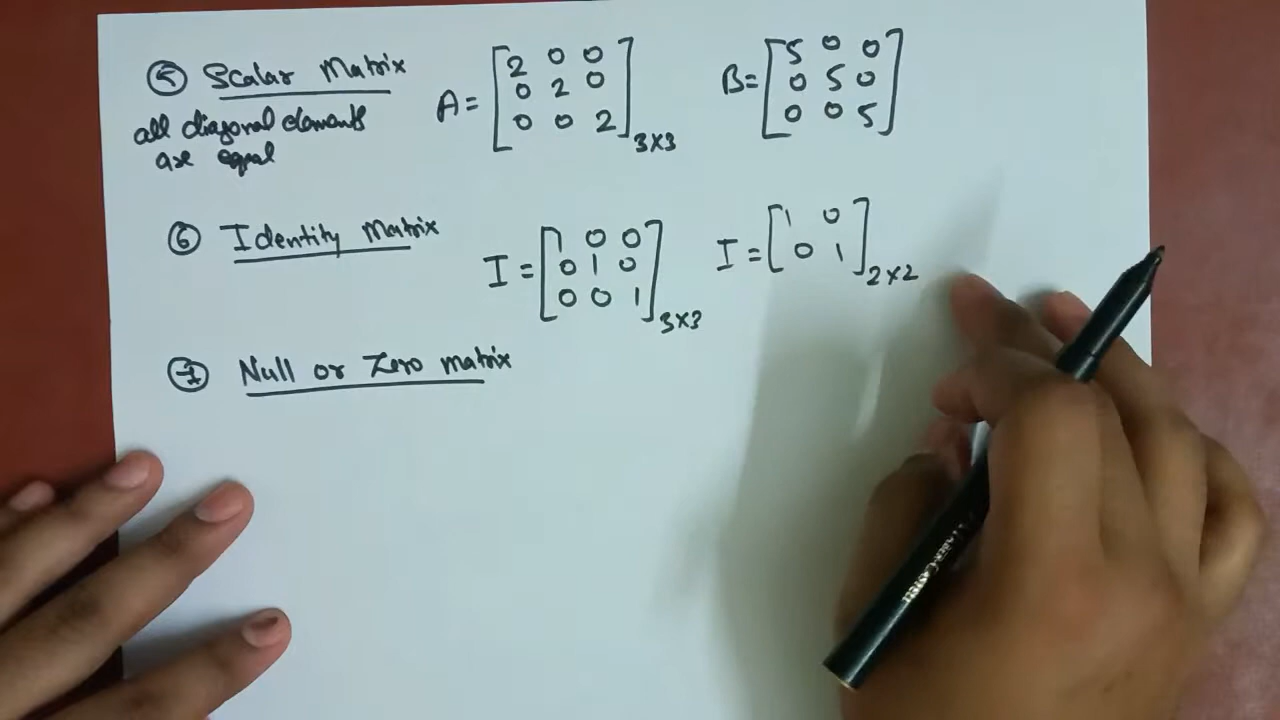 ⑤ Scalar Matrix
all diagonal elements
are equal
A = [2 0 0
0 2 0
0 0 2] 3×3
B = [5 0 0
0 5 0
0 0 5]
⑥ Identity Matrix
I = [1 0 0
0 1 0
0 0 1] 3×3
I = [1 0
0 1] 2×2
⑦ Null or Zero matrix